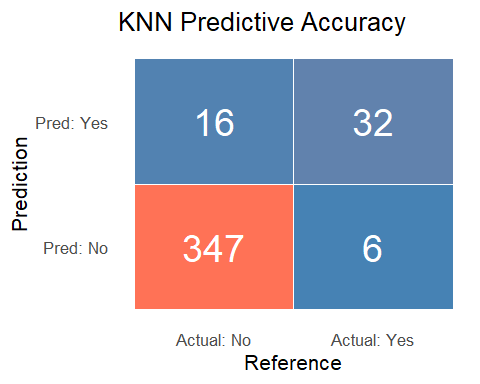 KNN Predictive Accuracy
Pred: Yes
16
32
Prediction
Pred: No
347
6
Actual: No
Actual: Yes
Reference